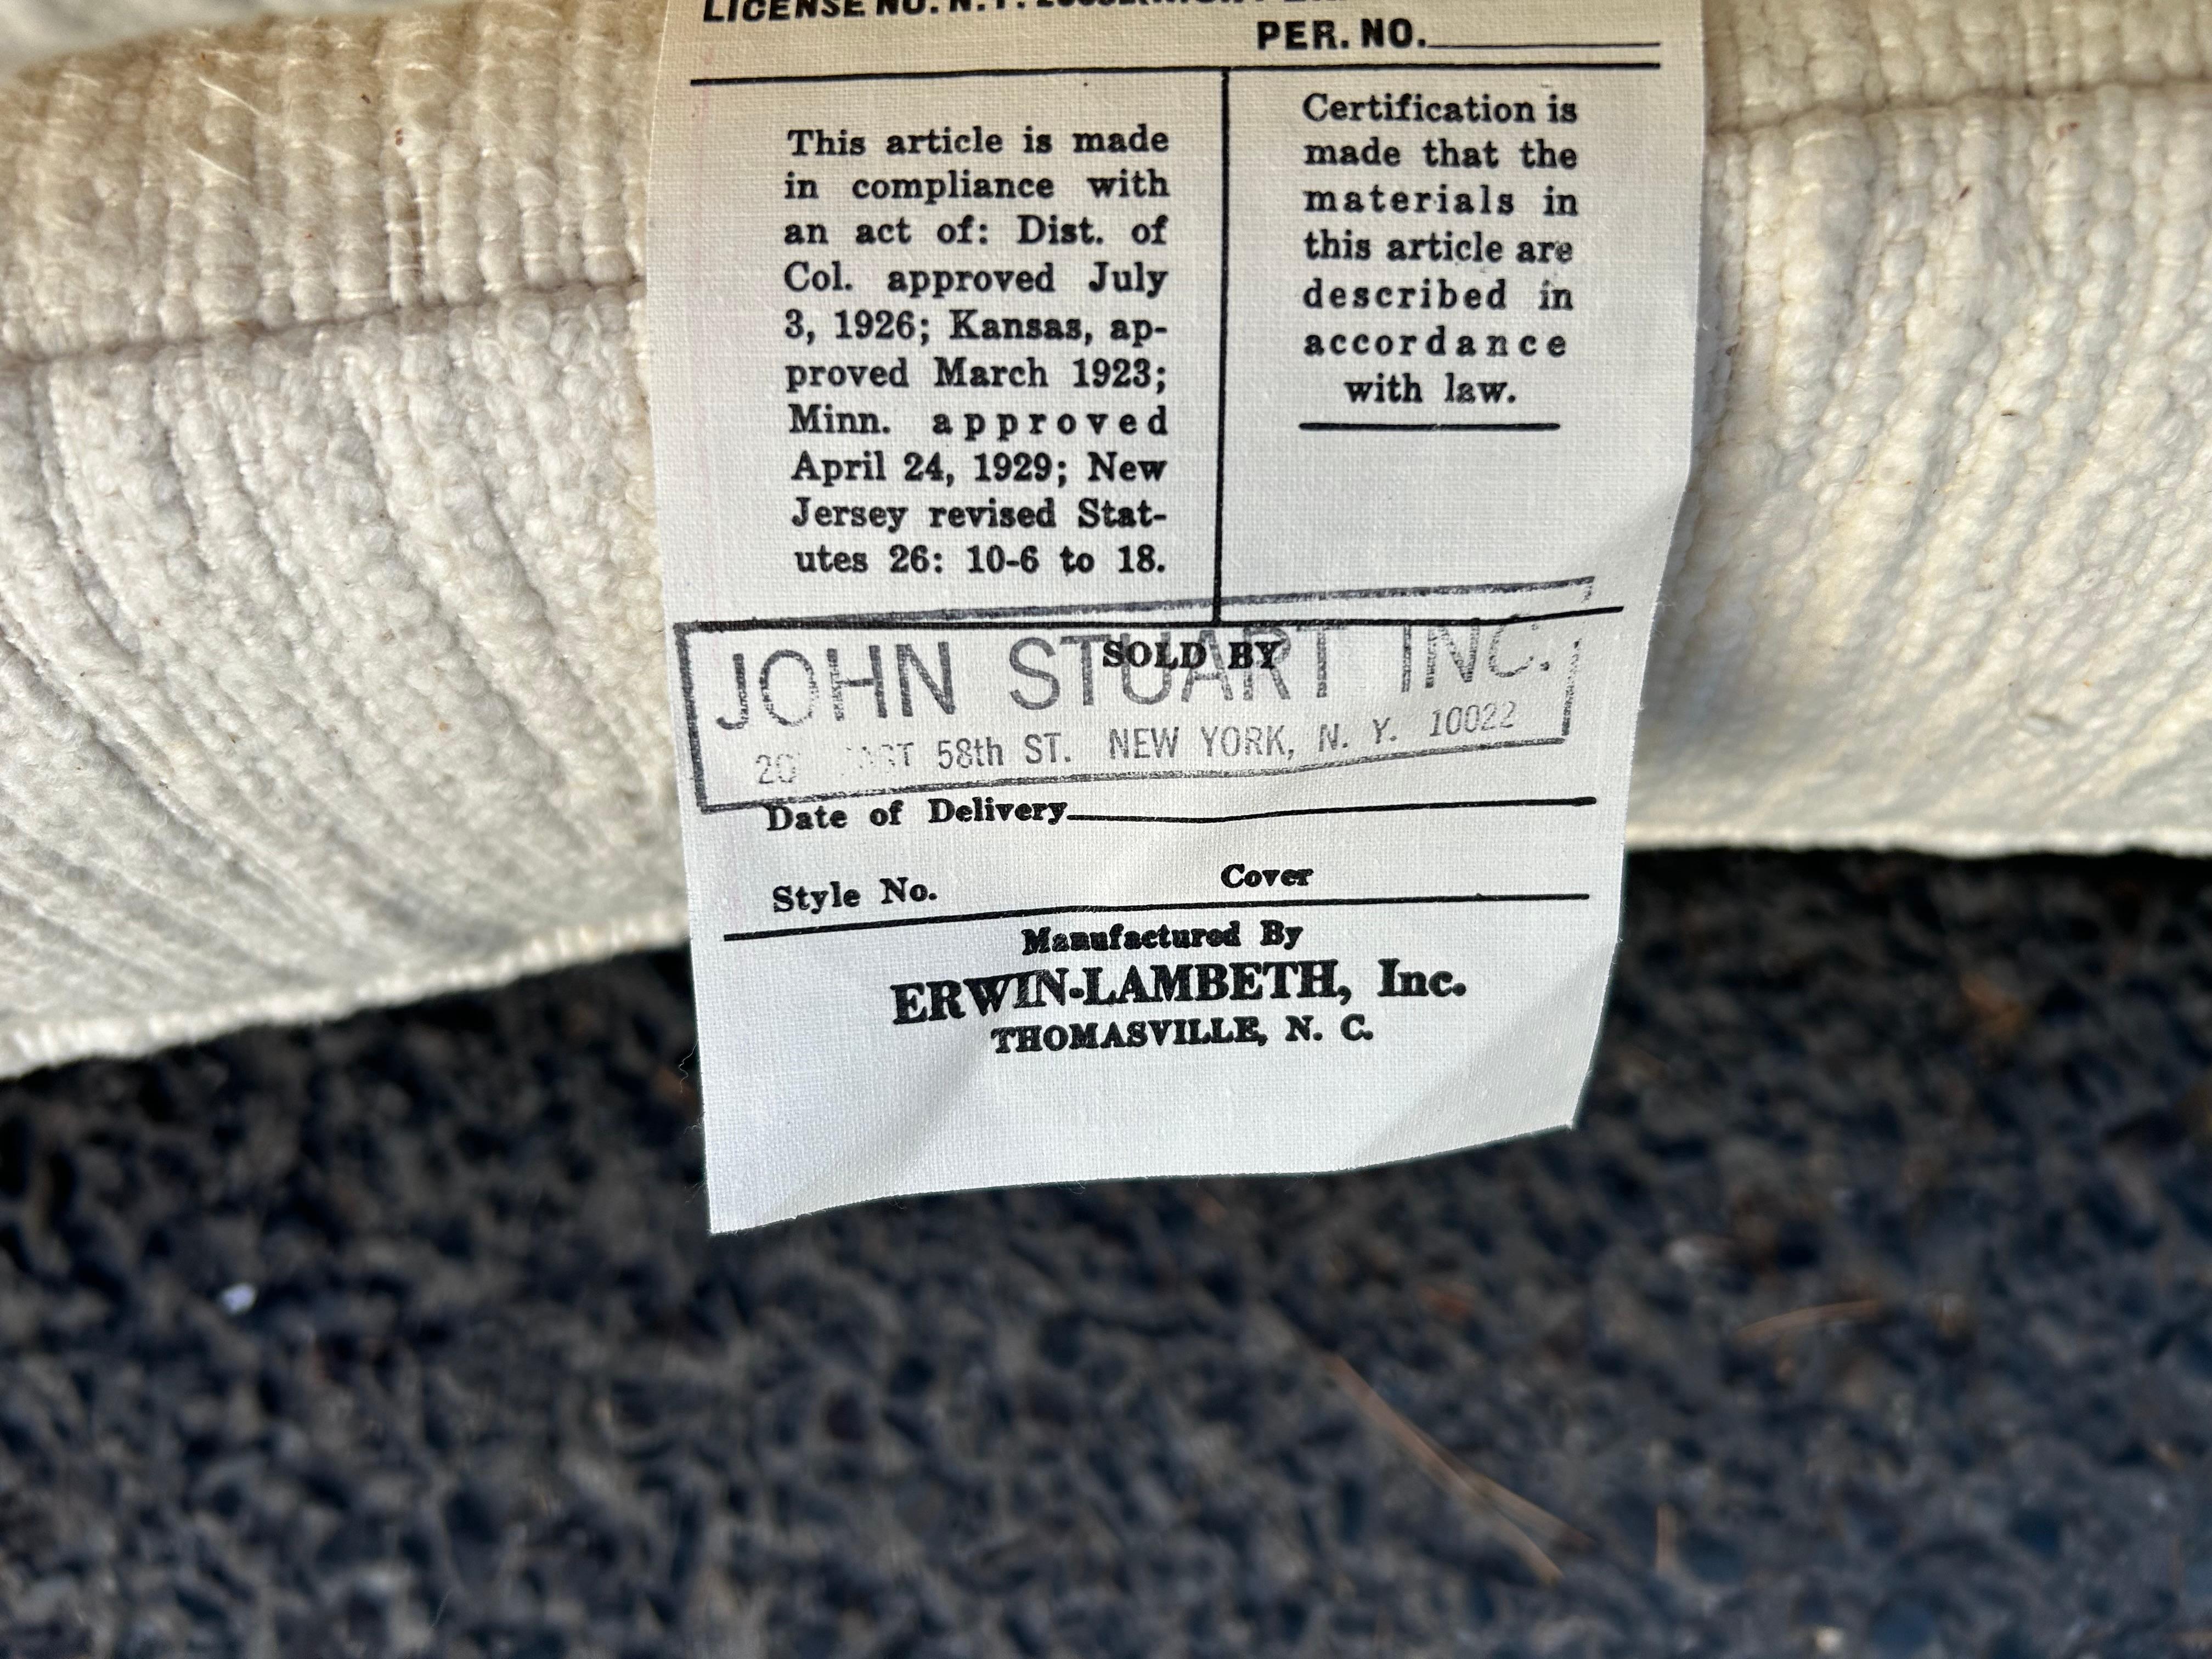 LICENSE NO. N. Y.
PER. NO.
This article is made
in compliance with
an act of: Dist. of
Col. approved July
3, 1926; Kansas, ap-
proved March 1923;
Minn. approved
April 24, 1929; New
Jersey revised Stat-
utes 26: 10-6 to 18.
Certification is
made that the
materials in
this article are
described in
accordance
with law.
SOLD BY
JOHN STUART INC.
58th ST. NEW YORK, N. Y. 10022
Date of Delivery
Style No. Cover
Manufactured By
ERWIN-LAMBETH, Inc.
THOMASVILLE, N. C.